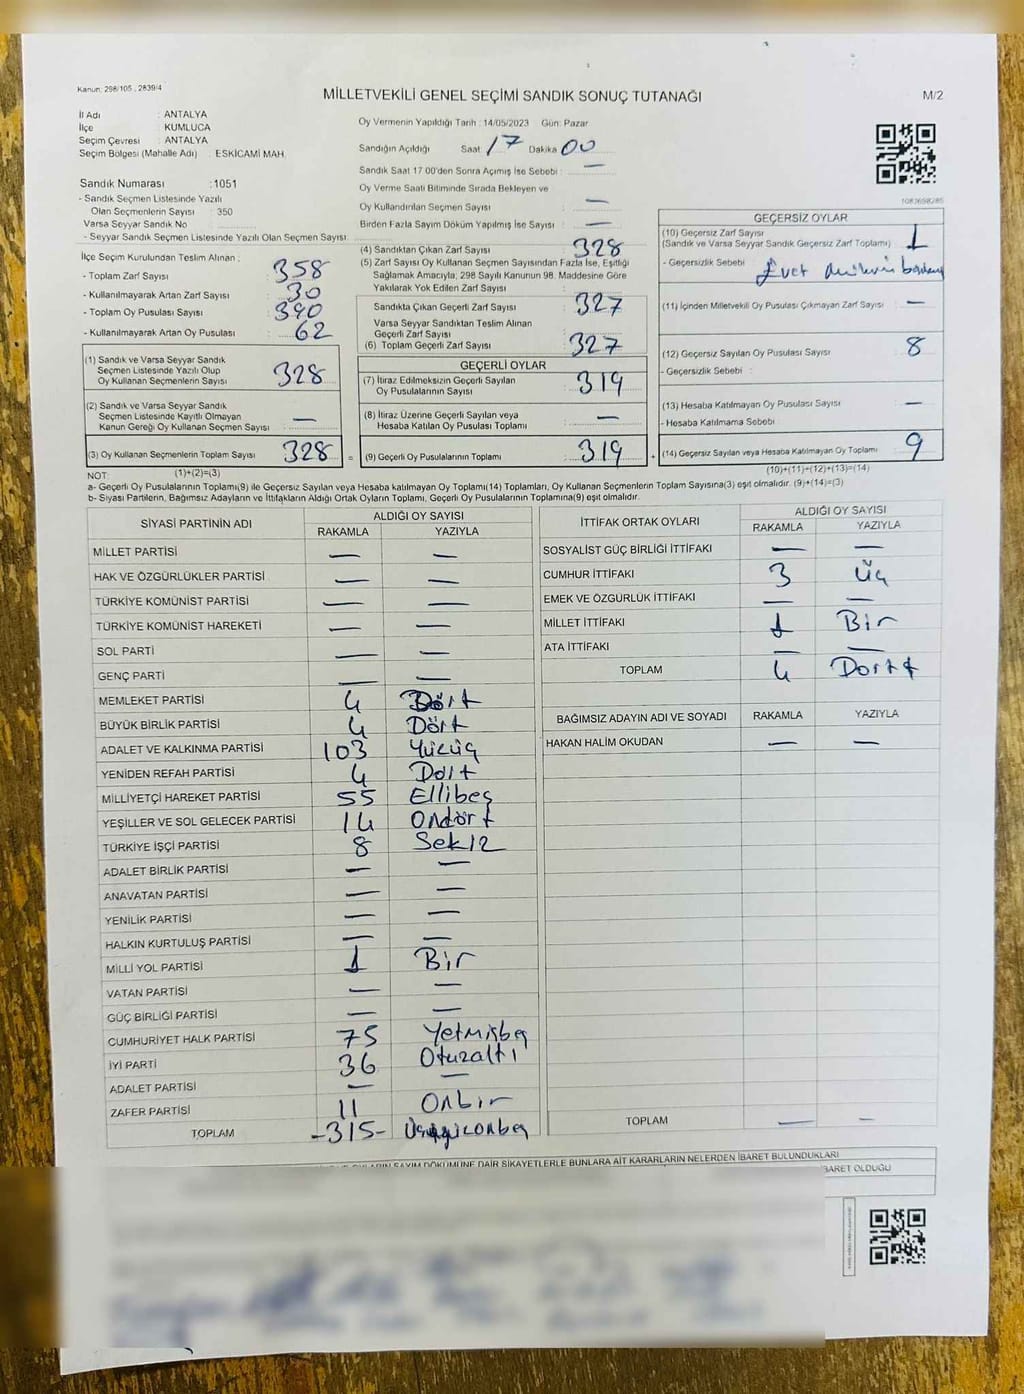 Kanun: 298/105 , 2839/4
MİLLETVEKİLİ GENEL SEÇİMİ SANDIK SONUÇ TUTANAĞI
M/2
İl Adı : ANTALYA
İlçe : KUMLUCA
Seçim Çevresi : ANTALYA
Seçim Bölgesi (Mahalle Adı) : ESKİCAMİ MAH.
Oy Vermenin Yapıldığı Tarih : 14/05/2023 Gün: Pazar
Sandığın Açıldığı Saat 17 Dakika 00
Sandık Saat 17:00'den Sonra Açımış İse Sebebi : —
Oy Verme Saati Bitiminde Sırada Bekleyen ve
Oy Kullandırılan Seçmen Sayısı : —
Birden Fazla Sayım Döküm Yapılmış İse Sayısı : —
1083698285
Sandık Numarası : 1051
- Sandık Seçmen Listesinde Yazılı
Olan Seçmenlerin Sayısı : 350
Varsa Seyyar Sandık No :
- Seyyar Sandık Seçmen Listesinde Yazılı Olan Seçmen Sayısı:
İlçe Seçim Kurulundan Teslim Alınan :
- Toplam Zarf Sayısı : 358
- Kullanılmayarak Artan Zarf Sayısı : 30
- Toplam Oy Pusulası Sayısı : 390
- Kullanılmayarak Artan Oy Pusulası : 62
(1) Sandık ve Varsa Seyyar Sandık
Seçmen Listesinde Yazılı Olup
Oy Kullanan Seçmenlerin Sayısı : 328
(2) Sandık ve Varsa Seyyar Sandık
Seçmen Listesinde Kayıtlı Olmayan
Kanun Gereği Oy Kullanan Seçmen Sayısı : —
(3) Oy Kullanan Seçmenlerin Toplam Sayısı : 328 =
(1)+(2)=(3)
(4) Sandıktan Çıkan Zarf Sayısı : 328
(5) Zarf Sayısı Oy Kullanan Seçmen Sayısından Fazla İse, Eşitliği
Sağlamak Amacıyla; 298 Sayılı Kanunun 98. Maddesine Göre
Yakılarak Yok Edilen Zarf Sayısı :
Sandıkta Çıkan Geçerli Zarf Sayısı : 327
Varsa Seyyar Sandıktan Teslim Alınan
Geçerli Zarf Sayısı :
(6) Toplam Geçerli Zarf Sayısı : 327
GEÇERLİ OYLAR
(7) İtiraz Edilmeksizin Geçerli Sayılan
Oy Pusulalarının Sayısı : 319
(8) İtiraz Üzerine Geçerli Sayılan veya
Hesaba Katılan Oy Pusulası Toplamı : —
(9) Geçerli Oy Pusulalarının Toplamı : 319 +
GEÇERSİZ OYLAR
(10) Geçersiz Zarf Sayısı
(Sandık ve Varsa Seyyar Sandık Geçersiz Zarf Toplamı) : 1
- Geçersizlik Sebebi : Evet
(11) İçinden Milletvekili Oy Pusulası Çıkmayan Zarf Sayısı : —
(12) Geçersiz Sayılan Oy Pusulası Sayısı : 8
- Geçersizlik Sebebi :
(13) Hesaba Katılmayan Oy Pusulası Sayısı : —
- Hesaba Katılmama Sebebi :
(14) Geçersiz Sayılan veya Hesaba Katılmayan Oy Toplamı : 9
(10)+(11)+(12)+(13)=(14)
NOT:
a- Geçerli Oy Pusulalarının Toplamı(9) ile Geçersiz Sayılan veya Hesaba Katılmayan Oy Toplamı(14) Toplamları, Oy Kullanan Seçmenlerin Toplam Sayısına(3) eşit olmalıdır. (9)+(14)=(3)
b- Siyasi Partilerin, Bağımsız Adayların ve İttifakların Aldığı Ortak Oyların Toplamı, Geçerli Oy Pusulalarının Toplamına(9) eşit olmalıdır.
SİYASİ PARTİNİN ADI ALDIĞI OY SAYISI
RAKAMLA YAZIYLA
MİLLET PARTİSİ — —
HAK VE ÖZGÜRLÜKLER PARTİSİ — —
TÜRKİYE KOMÜNİST PARTİSİ — —
TÜRKİYE KOMÜNİST HAREKETİ — —
SOL PARTİ — —
GENÇ PARTİ — —
MEMLEKET PARTİSİ 4 Dört
BÜYÜK BİRLİK PARTİSİ 4 Dört
ADALET VE KALKINMA PARTİSİ 103 Yüzüç
YENİDEN REFAH PARTİSİ 4 Dört
MİLLİYETÇİ HAREKET PARTİSİ 55 Ellibeş
YEŞİLLER VE SOL GELECEK PARTİSİ 14 Ondört
TÜRKİYE İŞÇİ PARTİSİ 8 Sekiz
ADALET BİRLİK PARTİSİ — —
ANAVATAN PARTİSİ — —
YENİLİK PARTİSİ — —
HALKIN KURTULUŞ PARTİSİ — —
MİLLİ YOL PARTİSİ 1 Bir
VATAN PARTİSİ — —
GÜÇ BİRLİĞİ PARTİSİ — —
CUMHURİYET HALK PARTİSİ 75 Yetmişbeş
İYİ PARTİ 36 Otuzaltı
ADALET PARTİSİ — —
ZAFER PARTİSİ 11 Onbir
TOPLAM -315- Üçyüzonbeş
İTTİFAK ORTAK OYLARI ALDIĞI OY SAYISI
RAKAMLA YAZIYLA
SOSYALİST GÜÇ BİRLİĞİ İTTİFAKI — —
CUMHUR İTTİFAKI 3 Üç
EMEK VE ÖZGÜRLÜK İTTİFAKI — —
MİLLET İTTİFAKI 1 Bir
ATA İTTİFAKI — —
TOPLAM 4 Dört
BAĞIMSIZ ADAYIN ADI VE SOYADI RAKAMLA YAZIYLA
HAKAN HALİM OKUDAN — —
TOPLAM — —
SAYIM DÖKÜMÜNE DAİR ŞİKAYETLERLE BUNLARA AİT KARARLARIN NELERDEN İBARET BULUNDUKLARI
İBARET OLDUĞU